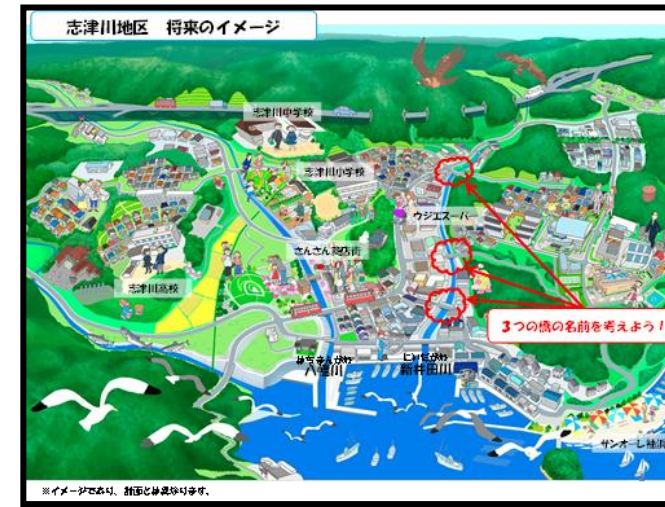 志津川地区 将来のイメージ
志津川中学校
志津川小学校
ウジエスーパー
さんさん商店街
志津川高校
3つの橋の名前を考えよう!
はちまんがわ
八幡川
にいだがわ
新井田川
サンオーレ袖浜
※イメージであり、計画とは異なります。